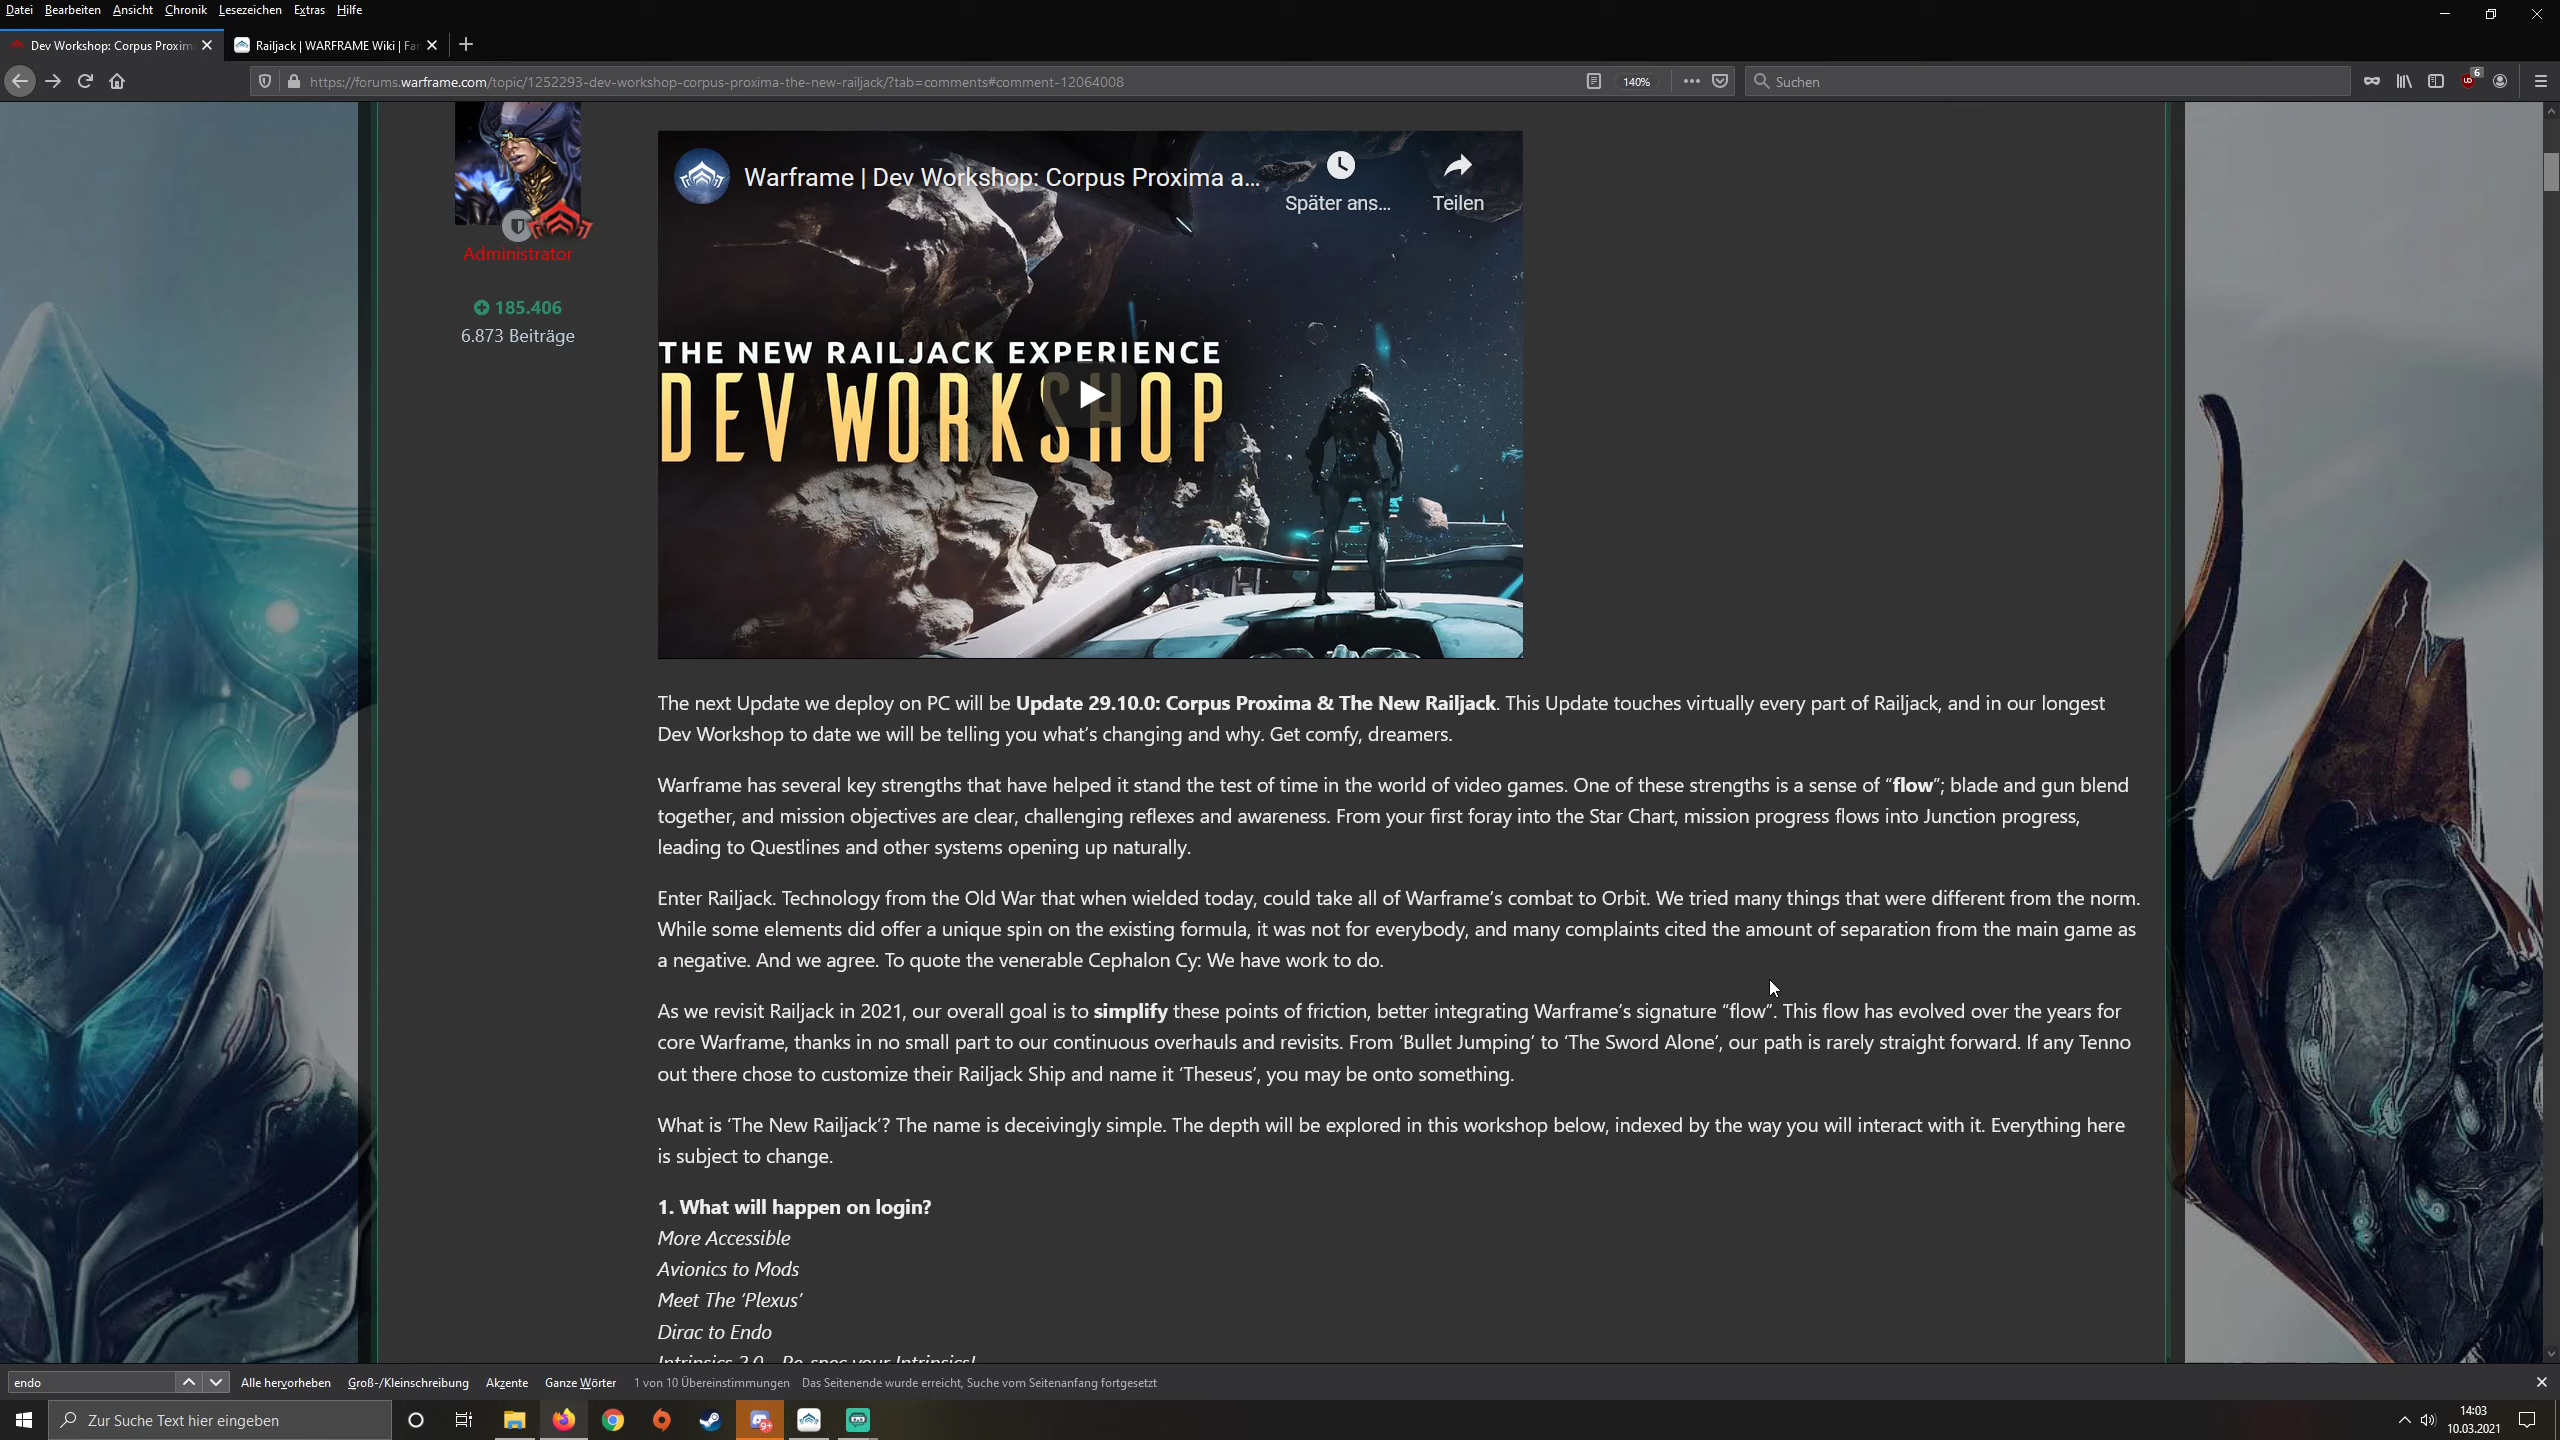 Datei Bearbeiten Ansicht Chronik Lesezeichen Extras Hilfe
Dev Workshop: Corpus Proxim
Railjack | WARFRAME Wiki | Fan
https://forums.warframe.com/topic/1252293-dev-workshop-corpus-proxima-the-new-railjack/?tab=comments#comment-12064008
140%
Suchen
6
Administrator
185.406
6.873 Beiträge
Warframe | Dev Workshop: Corpus Proxima a...
Später ans...
Teilen
THE NEW RAILJACK EXPERIENCE
DEV WORKSHOP
The next Update we deploy on PC will be Update 29.10.0: Corpus Proxima & The New Railjack. This Update touches virtually every part of Railjack, and in our longest
Dev Workshop to date we will be telling you what's changing and why. Get comfy, dreamers.
Warframe has several key strengths that have helped it stand the test of time in the world of video games. One of these strengths is a sense of “flow”; blade and gun blend
together, and mission objectives are clear, challenging reflexes and awareness. From your first foray into the Star Chart, mission progress flows into Junction progress,
leading to Questlines and other systems opening up naturally.
Enter Railjack. Technology from the Old War that when wielded today, could take all of Warframe’s combat to Orbit. We tried many things that were different from the norm.
While some elements did offer a unique spin on the existing formula, it was not for everybody, and many complaints cited the amount of separation from the main game as
a negative. And we agree. To quote the venerable Cephalon Cy: We have work to do.
As we revisit Railjack in 2021, our overall goal is to simplify these points of friction, better integrating Warframe’s signature “flow”. This flow has evolved over the years for
core Warframe, thanks in no small part to our continuous overhauls and revisits. From ‘Bullet Jumping’ to ‘The Sword Alone’, our path is rarely straight forward. If any Tenno
out there chose to customize their Railjack Ship and name it ‘Theseus’, you may be onto something.
What is ‘The New Railjack’? The name is deceivingly simple. The depth will be explored in this workshop below, indexed by the way you will interact with it. Everything here
is subject to change.
1. What will happen on login?
More Accessible
Avionics to Mods
Meet The ‘Plexus’
Dirac to Endo
Intrinsics 2.0 - Re-spec your Intrinsics!
endo
Alle hervorheben Groß-/Kleinschreibung Akzente Ganze Wörter 1 von 10 Übereinstimmungen Das Seitenende wurde erreicht, Suche vom Seitenanfang fortgesetzt
Zur Suche Text hier eingeben
9+
14:03
10.03.2021